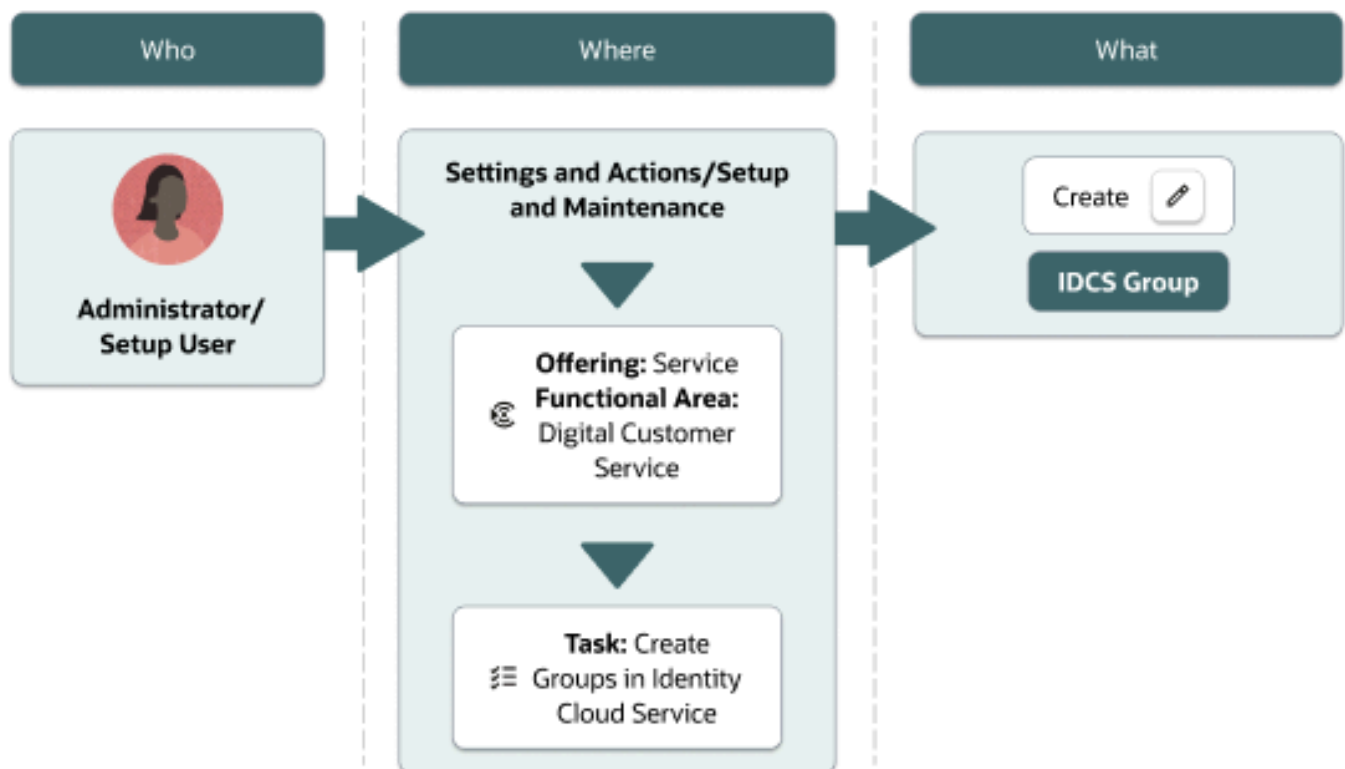 Who
Where
What
Administrator/
Setup User
Settings and Actions/Setup
and Maintenance
Offering: Service
Functional Area:
Digital Customer
Service
Task: Create
Groups in Identity
Cloud Service
Create
IDCS Group